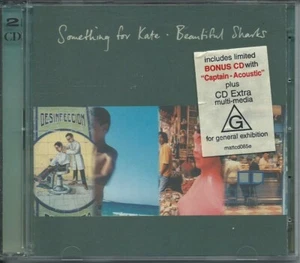 2
CD
Something for Kate . Beautiful Sharks
includes limited
BONUS CD with
"Captain - Acoustic"
plus
CD Extra
multi-media
G
for general exhibition
mattcd085e
DESINFECCION